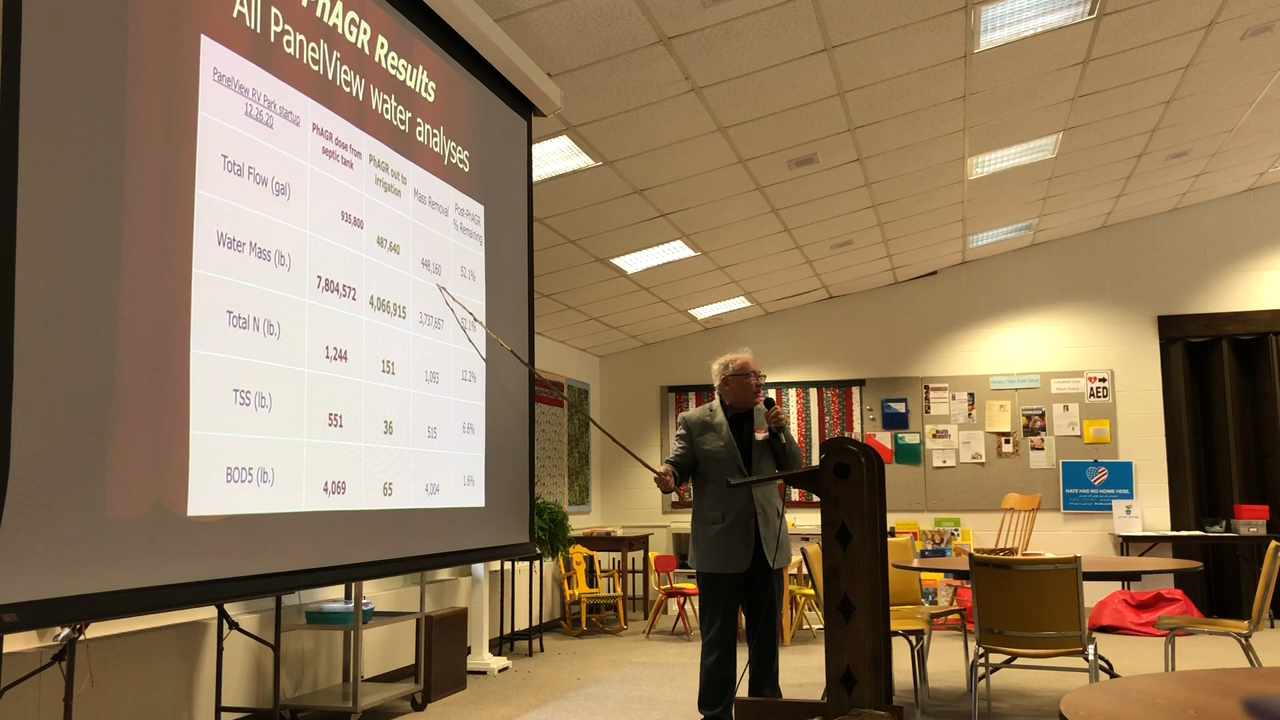 PhAGR Results
All PanelView water analyses
PanelView RV Park startup
12.26.20
PhAGR dose from
septic tank
PhAGR out to
irrigation
Mass Removal
Post-PhAGR
% Remaining
Total Flow (gal)
935,800
487,640
448,160
52.1%
Water Mass (lb.)
7,804,572
4,066,915
3,737,657
52.1%
Total N (lb.)
1,244
151
1,093
12.2%
TSS (lb.)
551
36
515
6.6%
BOD5 (lb.)
4,069
65
4,004
1.6%
AED
HATE HAS NO HOME HERE.